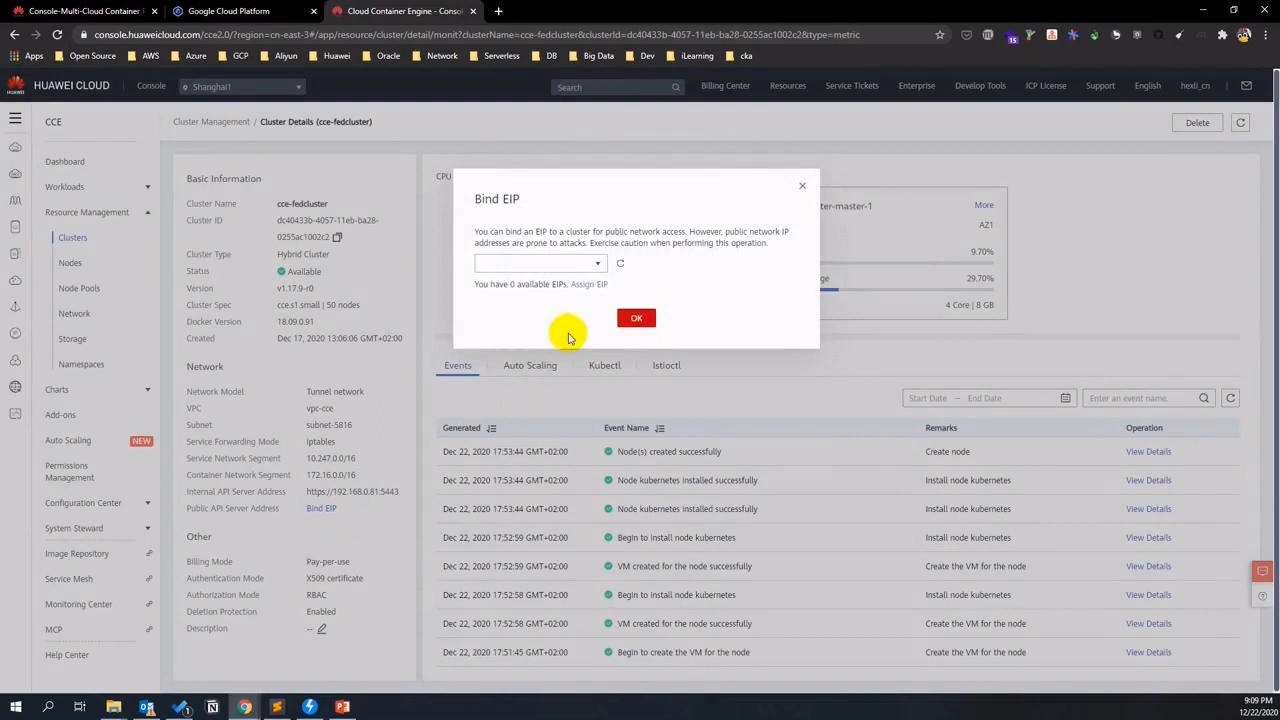 Console-Multi-Cloud Container P
Google Cloud Platform
Cloud Container Engine - Consol
console.huaweicloud.com/cce2.0/?region=cn-east-3#/app/resource/cluster/detail/monit?clusterName=cce-fedcluster&clusterId=dc40433b-4057-11eb-ba28-0255ac1002c2&type=metric
15
Apps Open Source AWS Azure GCP Aliyun Huawei Oracle Network Serverless DB Big Data Dev iLearning cka
HUAWEI CLOUD Console Shanghai1 Search Billing Center Resources Service Tickets Enterprise Develop Tools ICP License Support English hexli_cn
CCE
Cluster Management / Cluster Details (cce-fedcluster)
Delete
Dashboard
Workloads
Resource Management
Clusters
Nodes
Node Pools
Network
Storage
Namespaces
Charts
Add-ons
Auto Scaling NEW
Permissions
Management
Configuration Center
System Steward
Image Repository
Service Mesh
Monitoring Center
MCP
Help Center
Basic Information
Cluster Name cce-fedcluster
Cluster ID dc40433b-4057-11eb-ba28-
0255ac1002c2
Cluster Type Hybrid Cluster
Status Available
Version v1.17.9-r0
Cluster Spec cce.s1.small | 50 nodes
Docker Version 18.09.0.91
Created Dec 17, 2020 13:06:06 GMT+02:00
Network
Network Model Tunnel network
VPC vpc-cce
Subnet subnet-5816
Service Forwarding Mode iptables
Service Network Segment 10.247.0.0/16
Container Network Segment 172.16.0.0/16
Internal API Server Address https://192.168.0.81:5443
Public API Server Address Bind EIP
Other
Billing Mode Pay-per-use
Authentication Mode X509 certificate
Authorization Mode RBAC
Deletion Protection Enabled
Description --
CPU
ter-master-1 More
AZ1
9.70%
ge 29.70%
4 Core | 8 GB
Bind EIP
You can bind an EIP to a cluster for public network access. However, public network IP
addresses are prone to attacks. Exercise caution when performing this operation.
You have 0 available EIPs. Assign EIP
OK
Events Auto Scaling Kubectl Istioctl
Start Date – End Date Enter an event name.
Generated Event Name Remarks Operation
Dec 22, 2020 17:53:44 GMT+02:00 Node(s) created successfully Create node View Details
Dec 22, 2020 17:53:44 GMT+02:00 Node kubernetes installed successfully Install node kubernetes View Details
Dec 22, 2020 17:53:44 GMT+02:00 Node kubernetes installed successfully Install node kubernetes View Details
Dec 22, 2020 17:52:59 GMT+02:00 Begin to install node kubernetes Install node kubernetes View Details
Dec 22, 2020 17:52:59 GMT+02:00 VM created for the node successfully Create the VM for the node View Details
Dec 22, 2020 17:52:58 GMT+02:00 Begin to install node kubernetes Install node kubernetes View Details
Dec 22, 2020 17:52:58 GMT+02:00 VM created for the node successfully Create the VM for the node View Details
Dec 22, 2020 17:51:45 GMT+02:00 Begin to create the VM for the node Create the VM for the node View Details
9:09 PM
12/22/2020